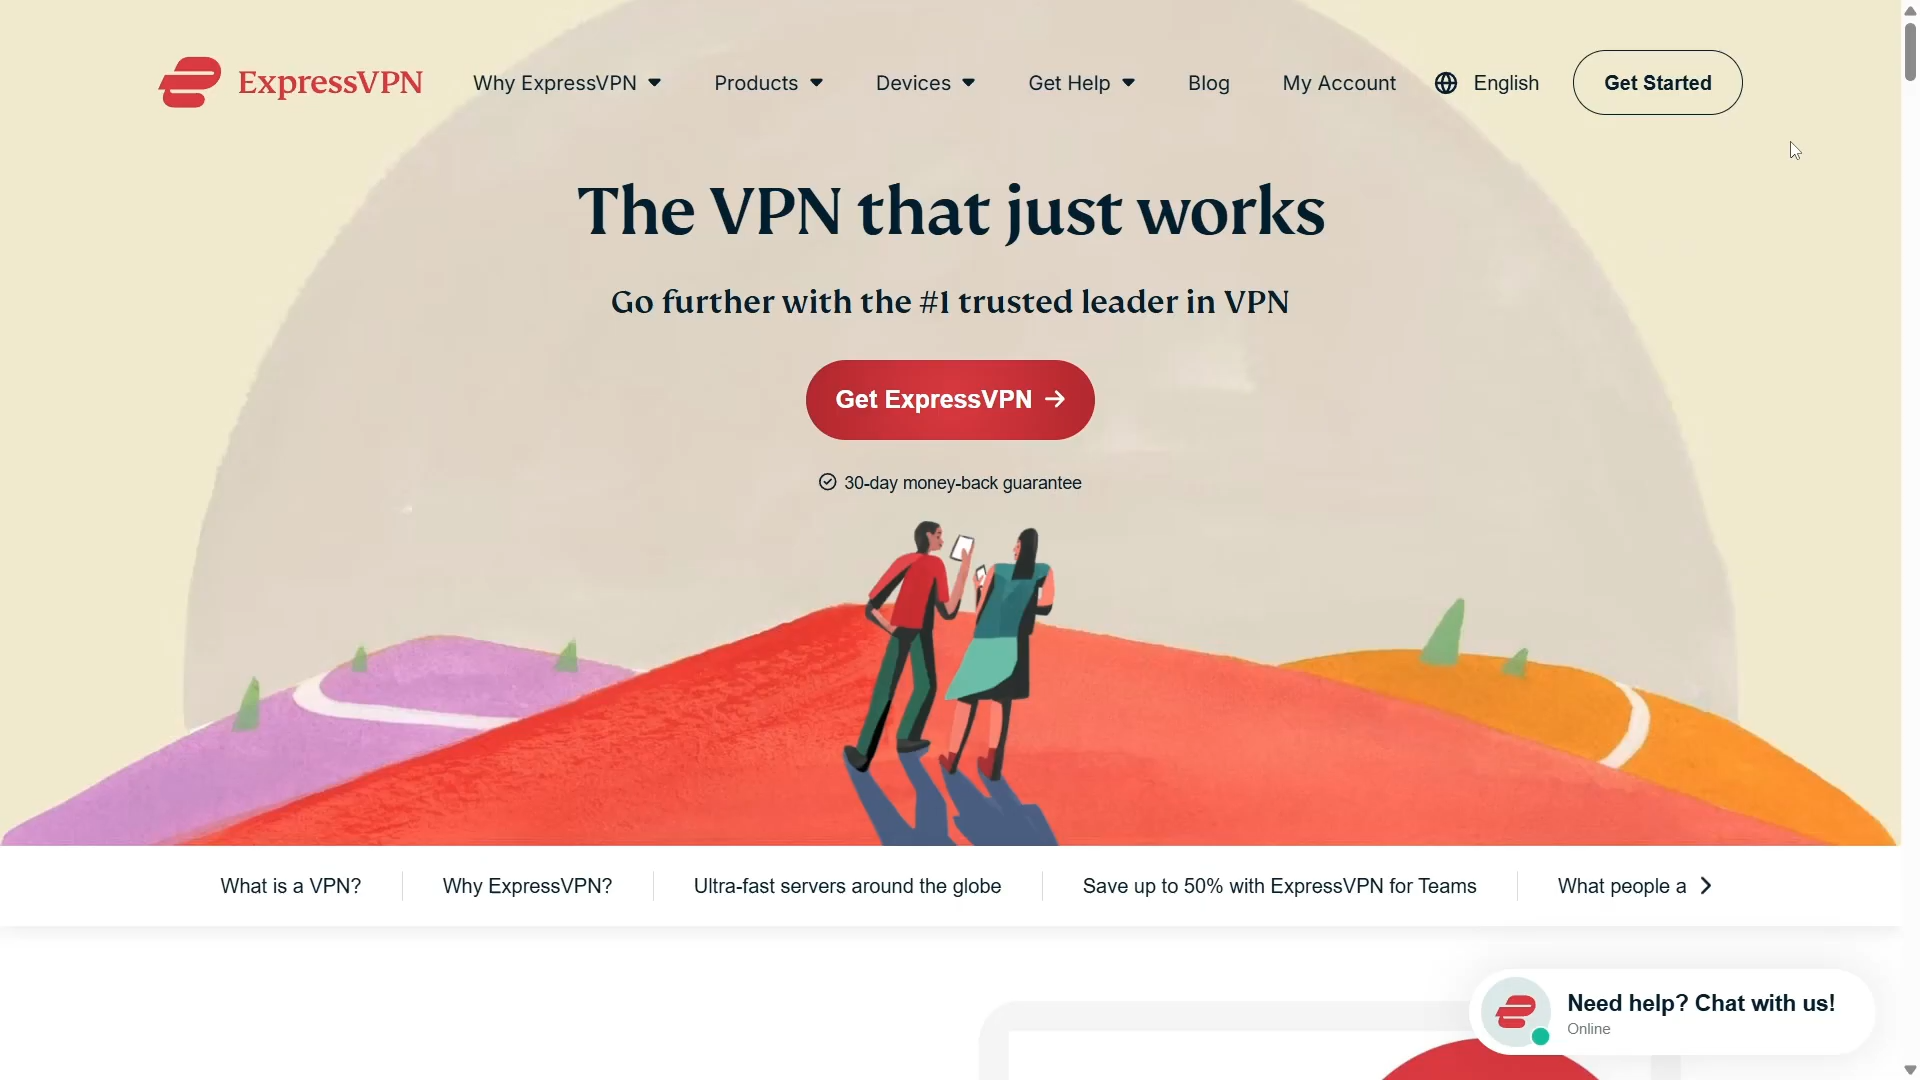 ExpressVPN
Why ExpressVPN
Products
Devices
Get Help
Blog
My Account
English
Get Started
The VPN that just works
Go further with the #1 trusted leader in VPN
Get ExpressVPN
30-day money-back guarantee
What is a VPN?
Why ExpressVPN?
Ultra-fast servers around the globe
Save up to 50% with ExpressVPN for Teams
What people a
Need help? Chat with us!
Online